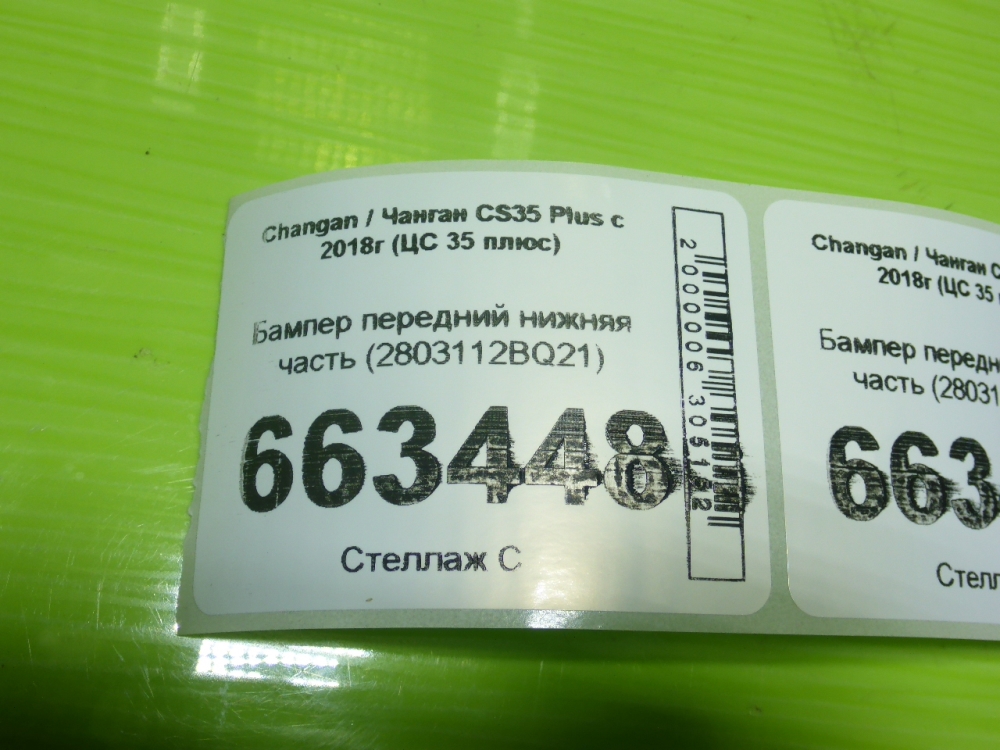 Changan / Чанган CS35 Plus с
2018г (ЦС 35 плюс)
Бампер передний нижняя
часть (2803112BQ21)
663448
Стеллаж С
2000006305182
Changan / Чанган
2018г (ЦС 35
Бампер передн
часть (28031
663
Стелл